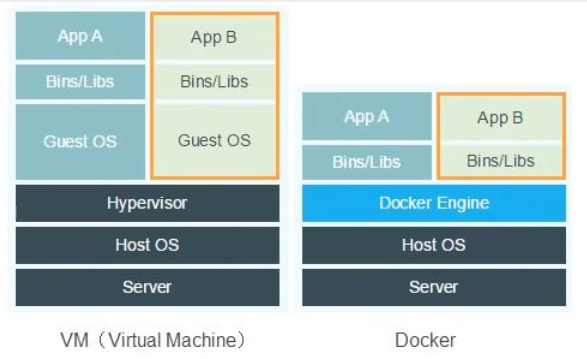 App A
App B
Bins/Libs
Bins/Libs
Guest OS
Guest OS
Hypervisor
Host OS
Server
VM（Virtual Machine）
App A
App B
Bins/Libs
Bins/Libs
Docker Engine
Host OS
Server
Docker